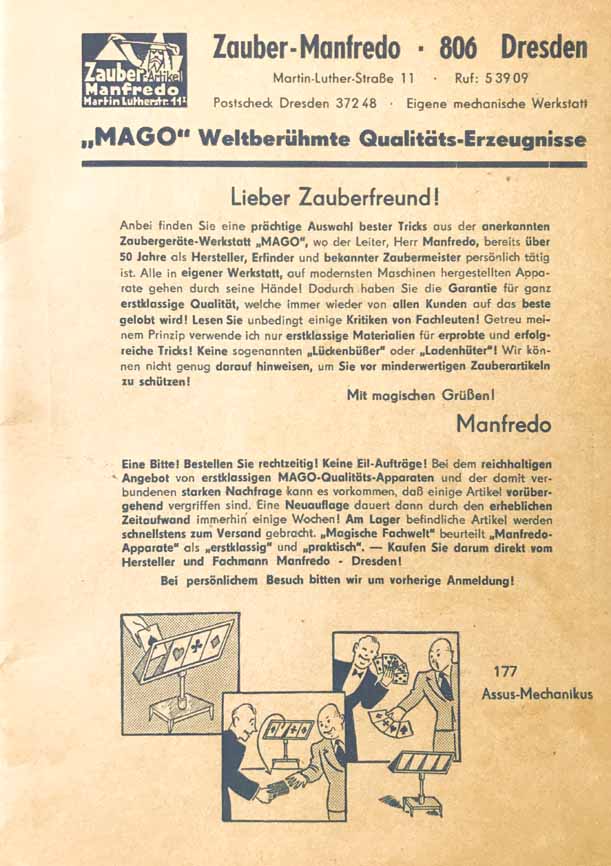 Zauber-Artikel
Manfredo
Martin Lutherstr. 11¹
Zauber-Manfredo · 806 Dresden
Martin-Luther-Straße 11 · Ruf: 53909
Postscheck Dresden 37248 · Eigene mechanische Werkstatt
„MAGO“ Weltberühmte Qualitäts-Erzeugnisse
Lieber Zauberfreund!
Anbei finden Sie eine prächtige Auswahl bester Tricks aus der anerkannten
Zaubergeräte-Werkstatt „MAGO“, wo der Leiter, Herr Manfredo, bereits über
50 Jahre als Hersteller, Erfinder und bekannter Zaubermeister persönlich tätig
ist. Alle in eigener Werkstatt, auf modernsten Maschinen hergestellten Appa-
rate gehen durch seine Hände! Dadurch haben Sie die Garantie für ganz
erstklassige Qualität, welche immer wieder von allen Kunden auf das beste
gelobt wird! Lesen Sie unbedingt einige Kritiken von Fachleuten! Getreu mei-
nem Prinzip verwende ich nur erstklassige Materialien für erprobte und erfolg-
reiche Tricks! Keine sogenannten „Lückenbüßer“ oder „Ladenhüter“! Wir kön-
nen nicht genug darauf hinweisen, um Sie vor minderwertigen Zauberartikeln
zu schützen!
Mit magischen Grüßen!
Manfredo
Eine Bitte! Bestellen Sie rechtzeitig! Keine Eil-Aufträge! Bei dem reichhaltigen
Angebot von erstklassigen MAGO-Qualitäts-Apparaten und der damit ver-
bundenen starken Nachfrage kann es vorkommen, daß einige Artikel vorüber-
gehend vergriffen sind. Eine Neuauflage dauert dann durch den erheblichen
Zeitaufwand immerhin einige Wochen! Am Lager befindliche Artikel werden
schnellstens zum Versand gebracht. „Magische Fachwelt“ beurteilt „Manfredo-
Apparate“ als „erstklassig“ und „praktisch“. — Kaufen Sie darum direkt vom
Hersteller und Fachmann Manfredo - Dresden!
Bei persönlichem Besuch bitten wir um vorherige Anmeldung!
177
Assus-Mechanikus